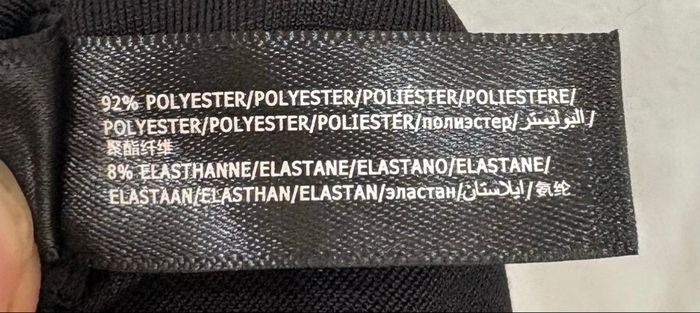 92% POLYESTER/POLYESTER/POLIÉSTER/POLIESTERE/
POLYESTER/POLYESTER/POLIESTER/полиэстер/البوليستر/
聚酯纤维
8% ELASTHANNE/ELASTANE/ELASTANO/ELASTANE/
ELASTAAN/ELASTHAN/ELASTAN/эластан/ايلاستان/氨纶